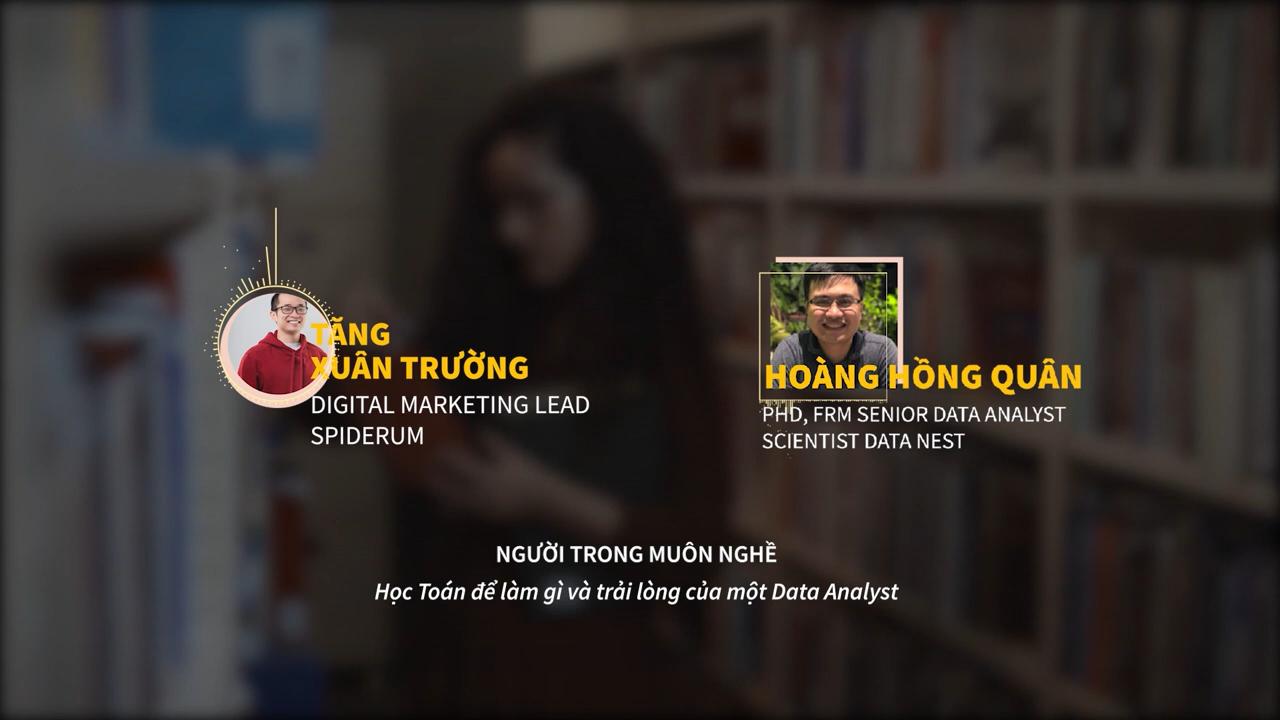 TĂNG
XUÂN TRƯỜNG
DIGITAL MARKETING LEAD
SPIDERUM
HOÀNG HỒNG QUÂN
PHD, FRM SENIOR DATA ANALYST
SCIENTIST DATA NEST
NGƯỜI TRONG MUÔN NGHỀ
Học Toán để làm gì và trải lòng của một Data Analyst